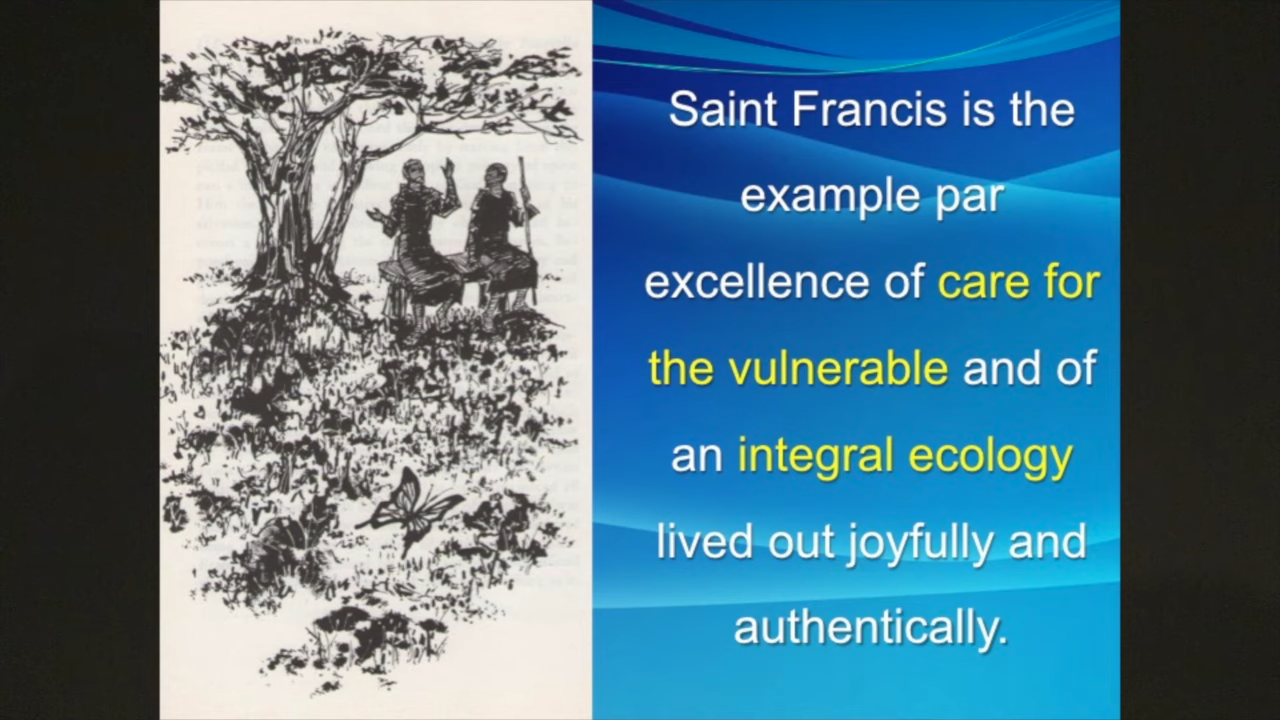 Saint Francis is the
example par
excellence of care for
the vulnerable and of
an integral ecology
lived out joyfully and
authentically.